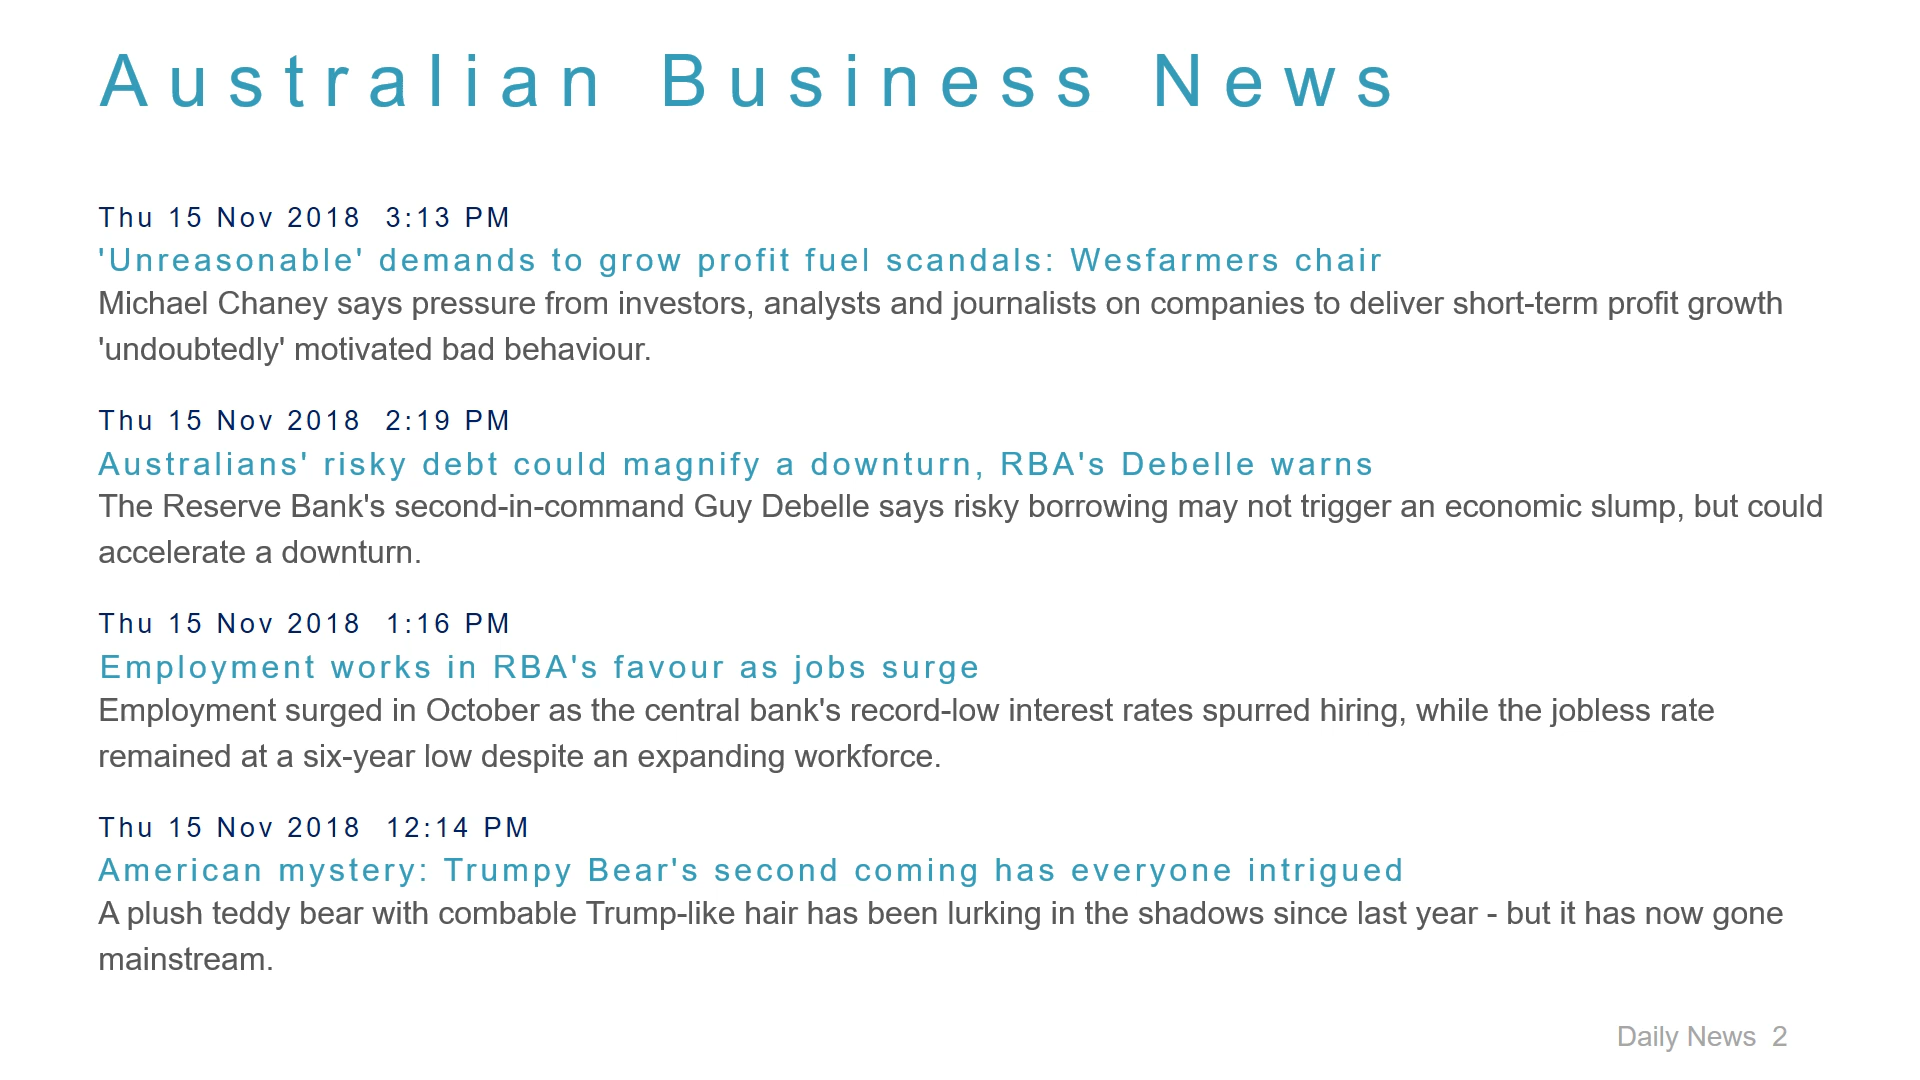 Australian Business News
Thu 15 Nov 2018  3:13 PM
'Unreasonable' demands to grow profit fuel scandals: Wesfarmers chair
Michael Chaney says pressure from investors, analysts and journalists on companies to deliver short-term profit growth
'undoubtedly' motivated bad behaviour.
Thu 15 Nov 2018  2:19 PM
Australians' risky debt could magnify a downturn, RBA's Debelle warns
The Reserve Bank's second-in-command Guy Debelle says risky borrowing may not trigger an economic slump, but could
accelerate a downturn.
Thu 15 Nov 2018  1:16 PM
Employment works in RBA's favour as jobs surge
Employment surged in October as the central bank's record-low interest rates spurred hiring, while the jobless rate
remained at a six-year low despite an expanding workforce.
Thu 15 Nov 2018  12:14 PM
American mystery: Trumpy Bear's second coming has everyone intrigued
A plush teddy bear with combable Trump-like hair has been lurking in the shadows since last year - but it has now gone
mainstream.
Daily News  2